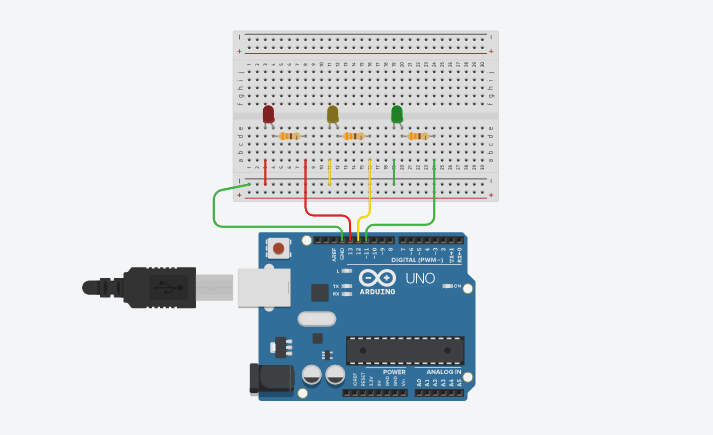 AREF
GND
13
12
~11
~10
~9
8
7
~6
~5
4
~3
2
TX→1
RX←0
DIGITAL (PWM~)
L
TX
RX
UNO
ON
ARDUINO
POWER
ANALOG IN
IOREF
RESET
3.3V
5V
GND
GND
Vin
A0
A1
A2
A3
A4
A5